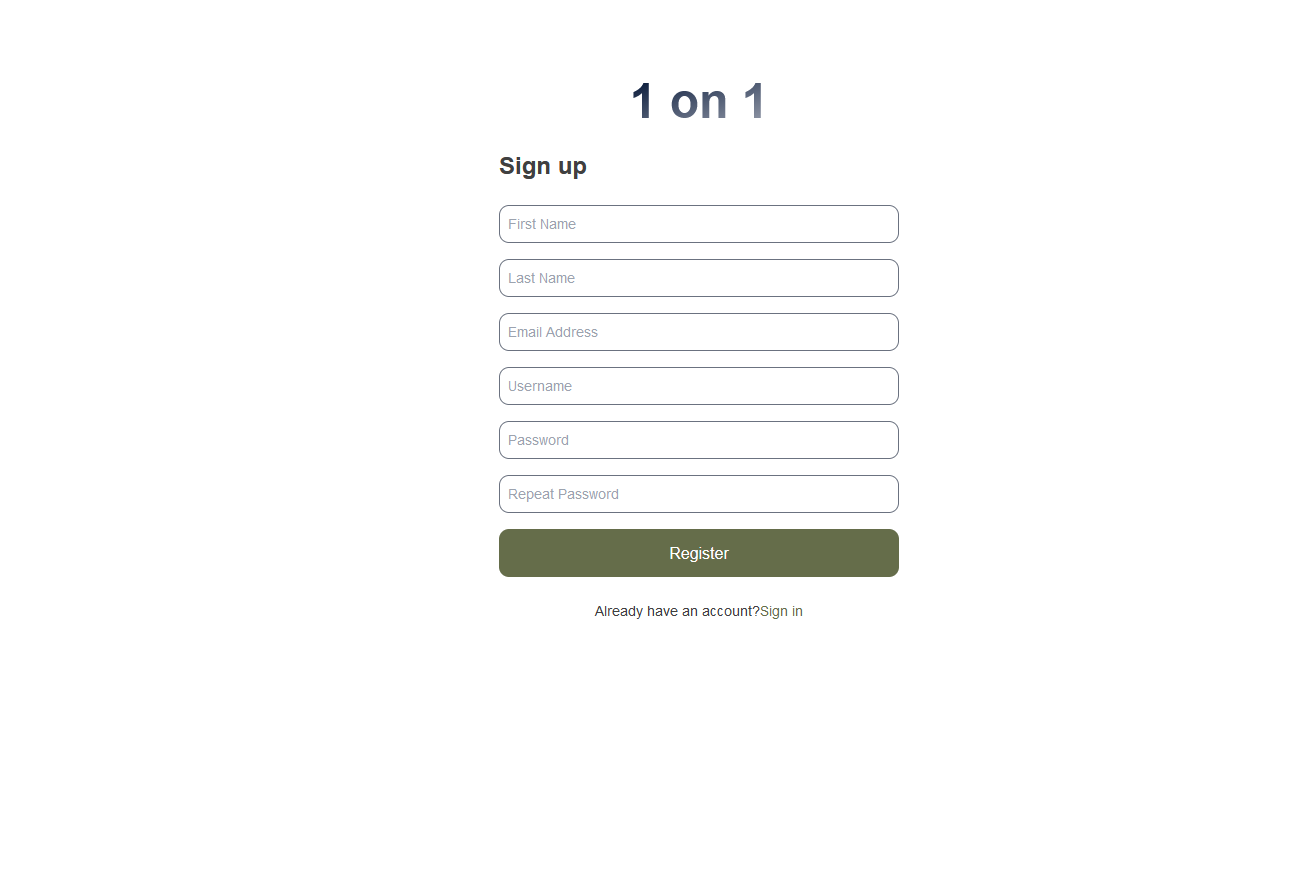 1 on 1
Sign up
First Name
Last Name
Email Address
Username
Password
Repeat Password
Register
Already have an account?Sign in